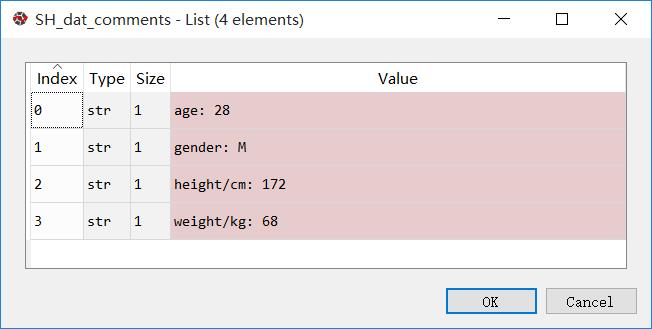 SH_dat_comments - List (4 elements)
Index Type Size Value
0 str 1 age: 28
1 str 1 gender: M
2 str 1 height/cm: 172
3 str 1 weight/kg: 68
OK Cancel